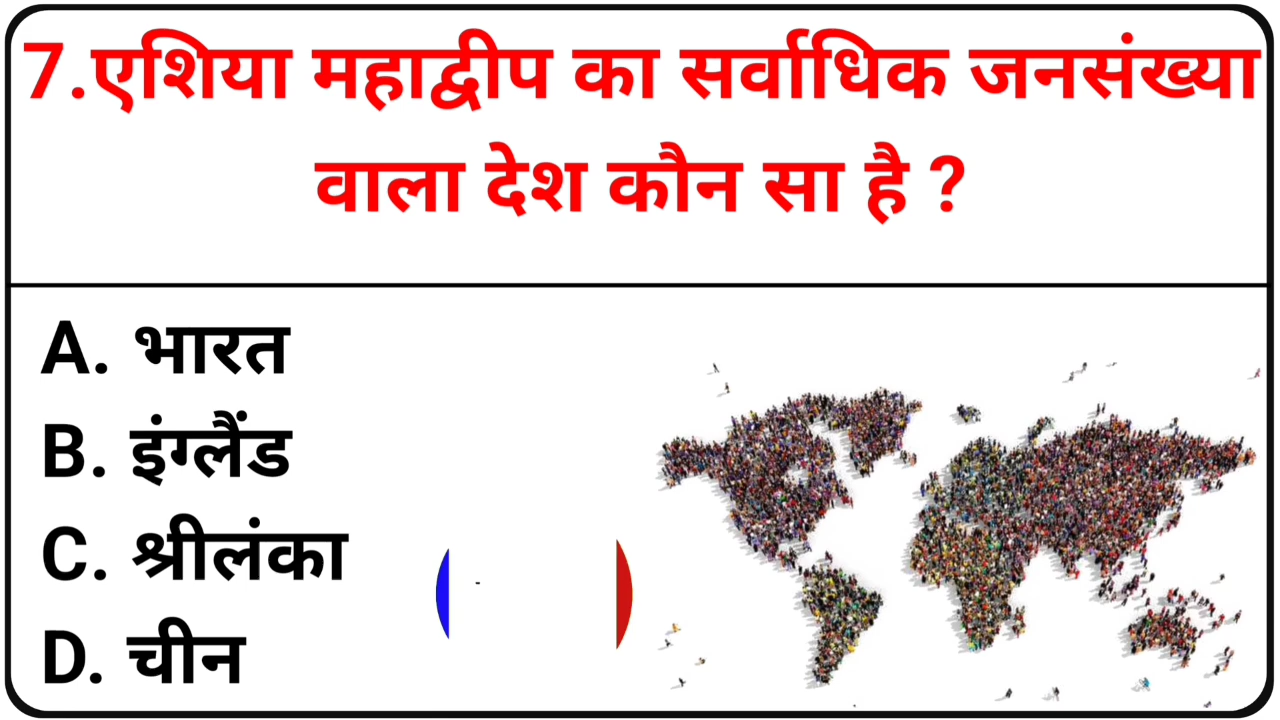 7.एशिया महाद्वीप का सर्वाधिक जनसंख्या
वाला देश कौन सा है ?
A. भारत
B. इंग्लैंड
C. श्रीलंका
D. चीन